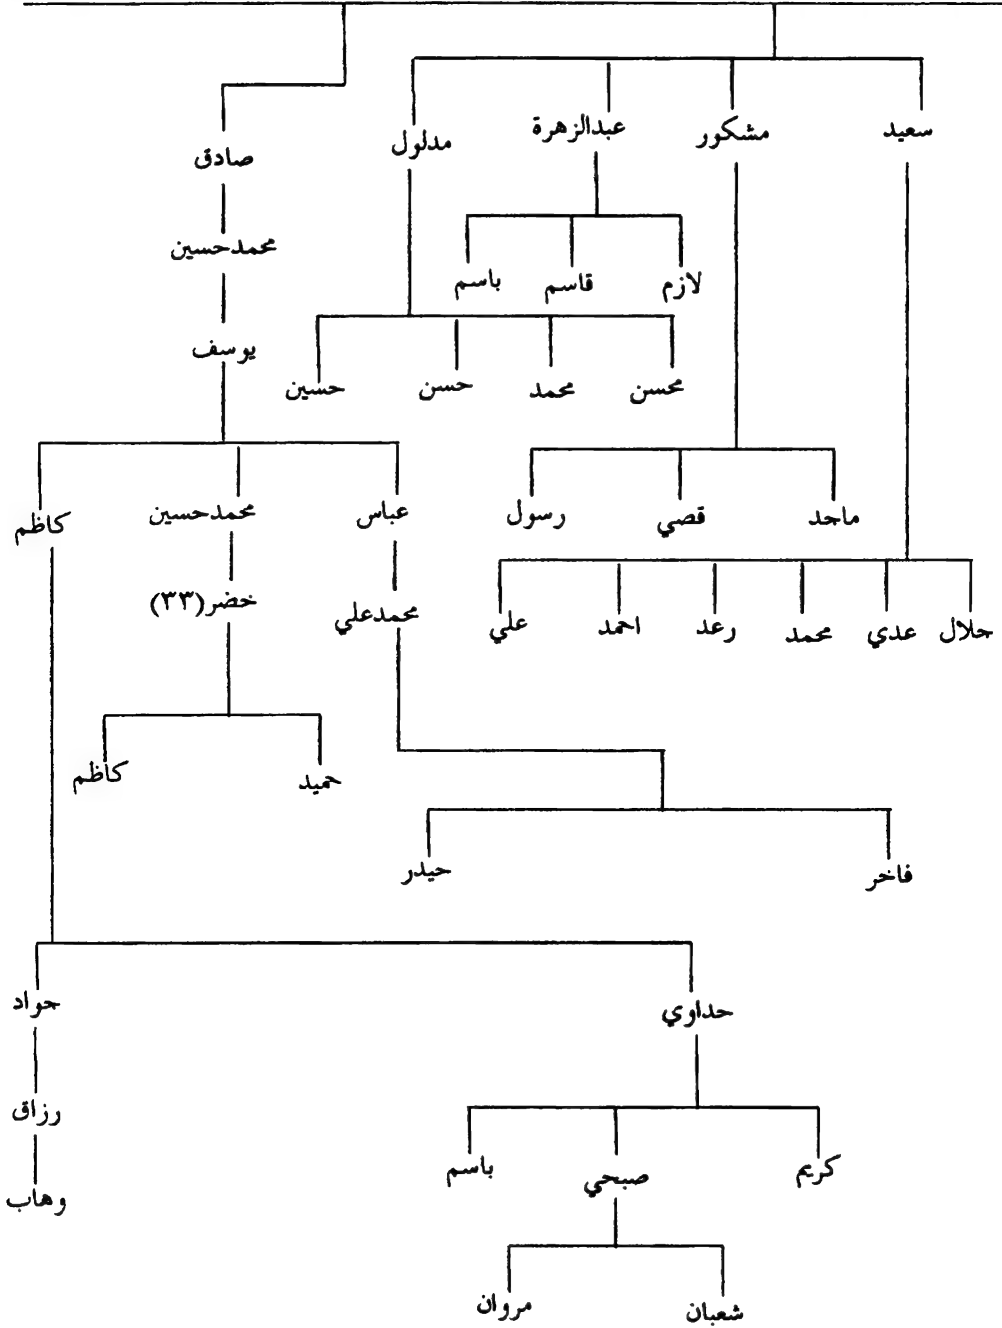 سعيد مشكور عبدالزهرة مدلول صادق
محمدحسين
لازم قاسم باسم
يوسف
محسن محمد حسن حسين
عباس محمدحسين كاظم
ماجد قصي رسول
خضر(٣٣)
محمدعلي
جلال عدي محمد رعد احمد علي
حميد كاظم
فاخر حيدر
جواد
حداوي
رزاق
كريم صبحي باسم
وهاب
شعبان مروان